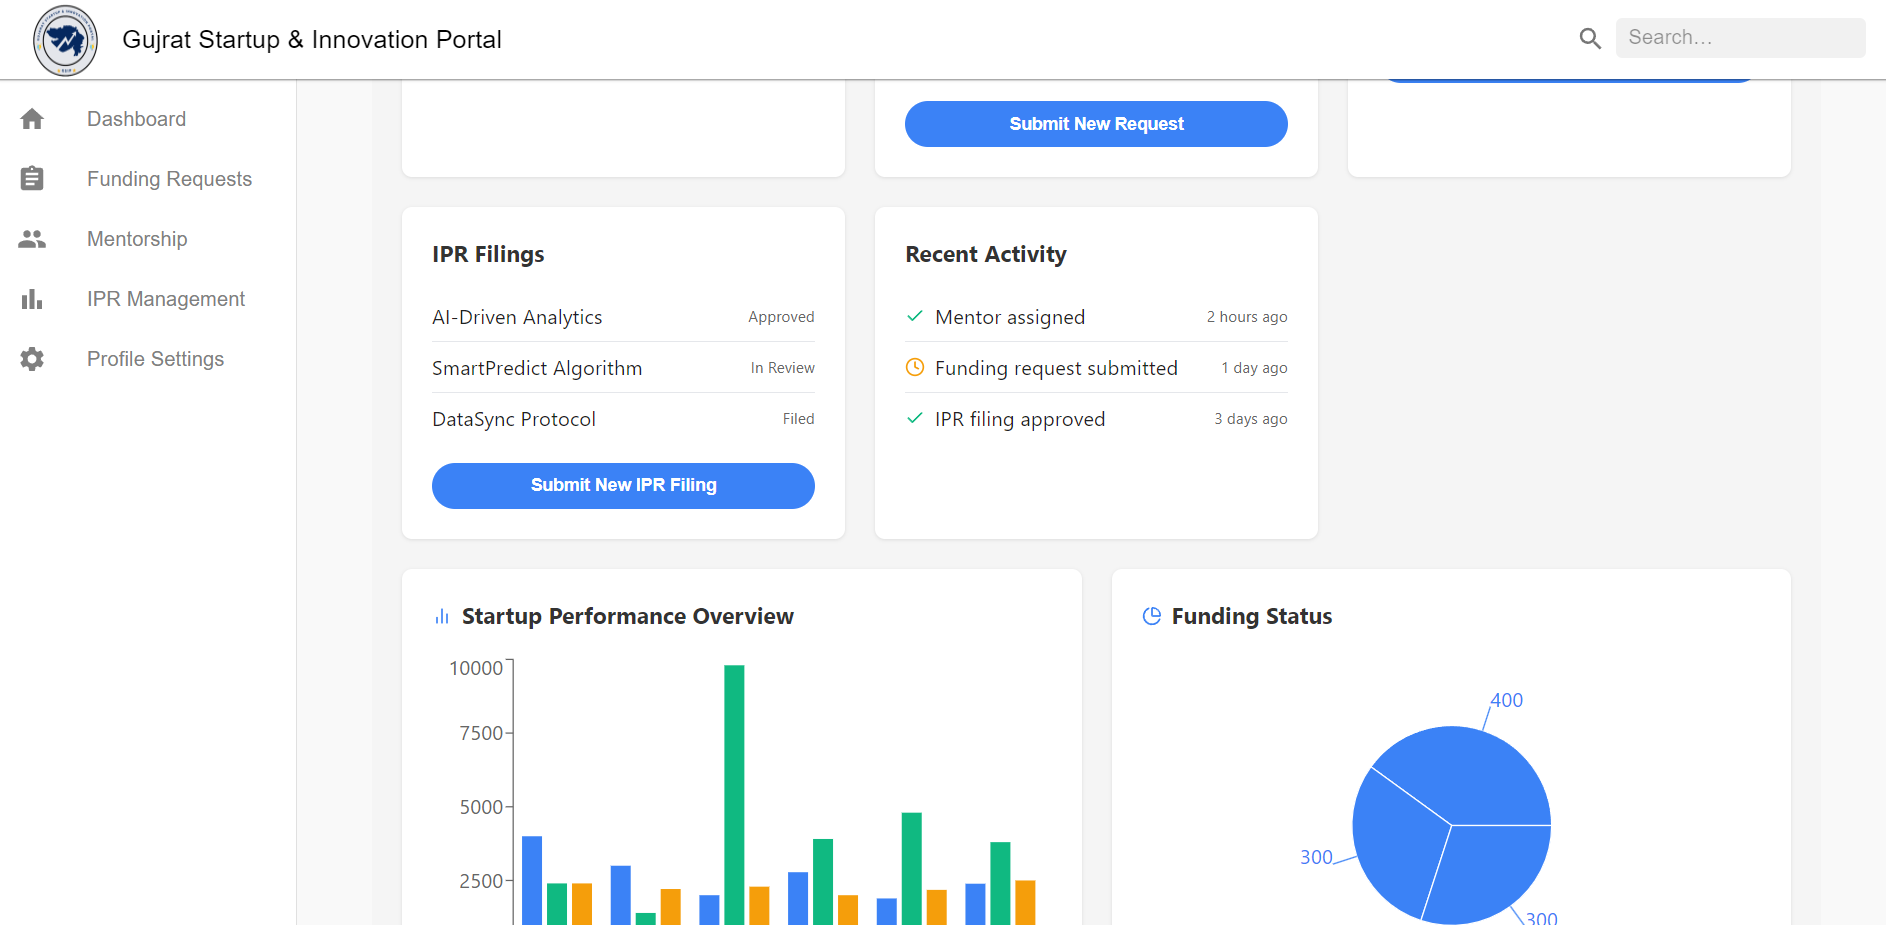 Gujrat Startup & Innovation Portal
Search…
Dashboard
Funding Requests
Mentorship
IPR Management
Profile Settings
Submit New Request
IPR Filings
AI-Driven Analytics Approved
SmartPredict Algorithm In Review
DataSync Protocol Filed
Submit New IPR Filing
Recent Activity
Mentor assigned 2 hours ago
Funding request submitted 1 day ago
IPR filing approved 3 days ago
Startup Performance Overview
10000
7500
5000
2500
Funding Status
400
300
300